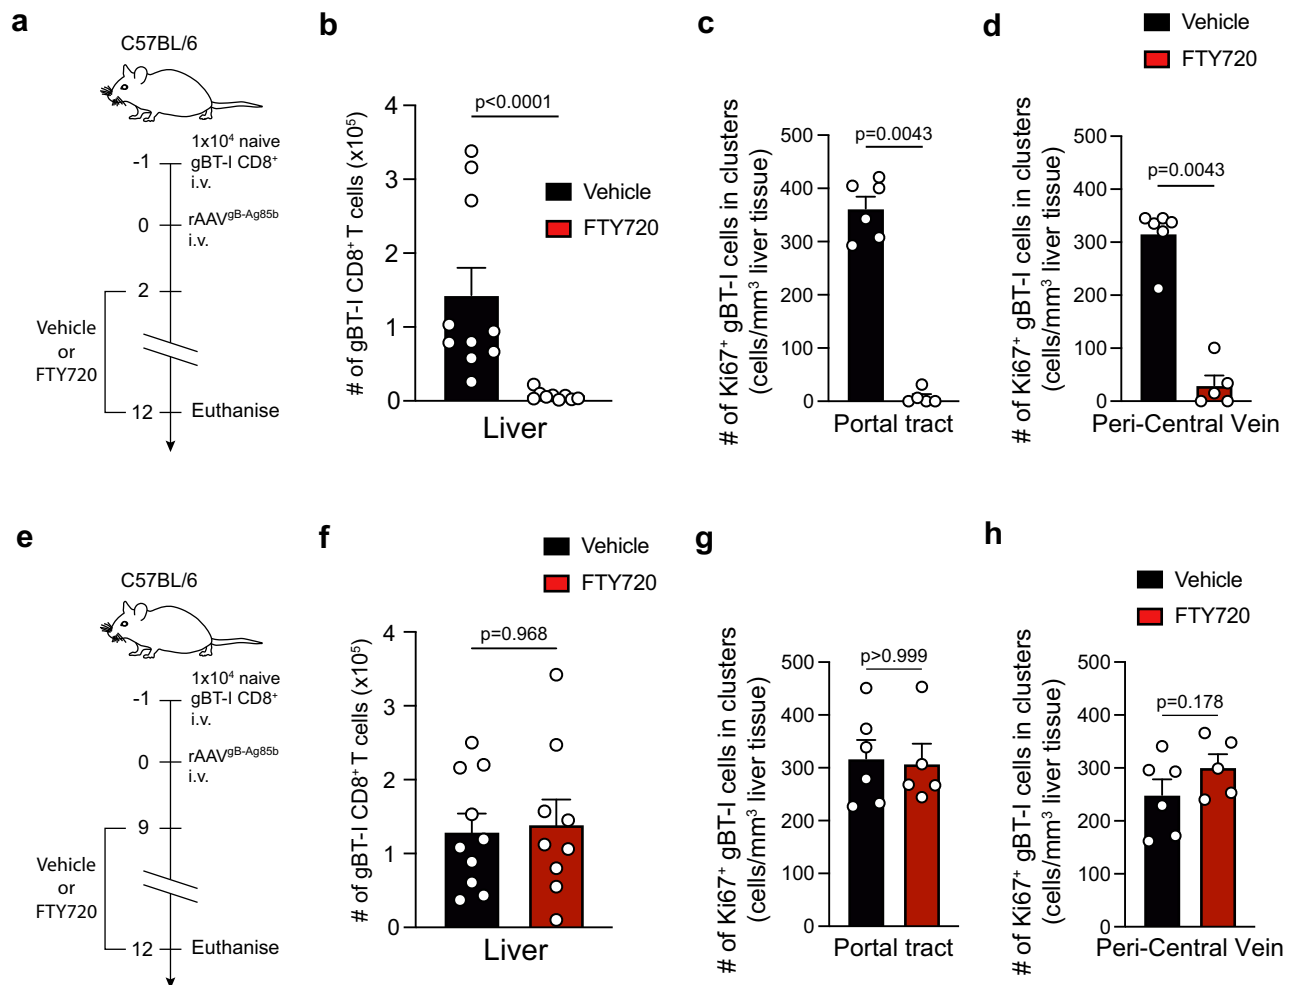 a
C57BL/6
-1
1x10⁴ naive
gBT-I CD8⁺
i.v.
0
rAAVgB-Ag85b
i.v.
2
Vehicle
or
FTY720
12
Euthanise
b
# of gBT-I CD8⁺ T cells (x10⁵)
4
3
2
1
0
p<0.0001
Vehicle
FTY720
Liver
c
# of Ki67⁺ gBT-I cells in clusters
(cells/mm³ liver tissue)
500
400
300
200
100
0
p=0.0043
Portal tract
d
Vehicle
FTY720
# of Ki67⁺ gBT-I cells in clusters
(cells/mm³ liver tissue)
500
400
300
200
100
0
p=0.0043
Peri-Central Vein
e
C57BL/6
-1
1x10⁴ naive
gBT-I CD8⁺
i.v.
0
rAAVgB-Ag85b
i.v.
9
Vehicle
or
FTY720
12
Euthanise
f
Vehicle
FTY720
# of gBT-I CD8⁺ T cells (x10⁵)
4
3
2
1
0
p=0.968
Liver
g
# of Ki67⁺ gBT-I cells in clusters
(cells/mm³ liver tissue)
500
400
300
200
100
0
p>0.999
Portal tract
h
Vehicle
FTY720
# of Ki67⁺ gBT-I cells in clusters
(cells/mm³ liver tissue)
500
400
300
200
100
0
p=0.178
Peri-Central Vein